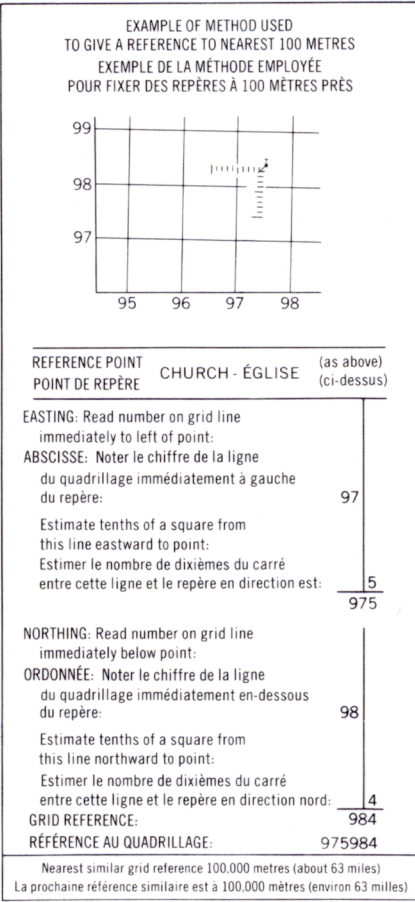 EXAMPLE OF METHOD USED
TO GIVE A REFERENCE TO NEAREST 100 METRES
EXEMPLE DE LA MÉTHODE EMPLOYÉE
POUR FIXER DES REPÈRES À 100 MÈTRES PRÈS
99
98
97
95 96 97 98
REFERENCE POINT
POINT DE REPÈRE
CHURCH - ÉGLISE
(as above)
(ci-dessus)
EASTING: Read number on grid line
immediately to left of point:
ABSCISSE: Noter le chiffre de la ligne
du quadrillage immédiatement à gauche
du repère: 97
Estimate tenths of a square from
this line eastward to point:
Estimer le nombre de dixièmes du carré
entre cette ligne et le repère en direction est: 5
975
NORTHING: Read number on grid line
immediately below point:
ORDONNÉE: Noter le chiffre de la ligne
du quadrillage immédiatement en-dessous
du repère: 98
Estimate tenths of a square from
this line northward to point:
Estimer le nombre de dixièmes du carré
entre cette ligne et le repère en direction nord: 4
GRID REFERENCE: 984
RÉFÉRENCE AU QUADRILLAGE: 975984
Nearest similar grid reference 100,000 metres (about 63 miles)
La prochaine référence similaire est à 100,000 mètres (environ 63 milles)